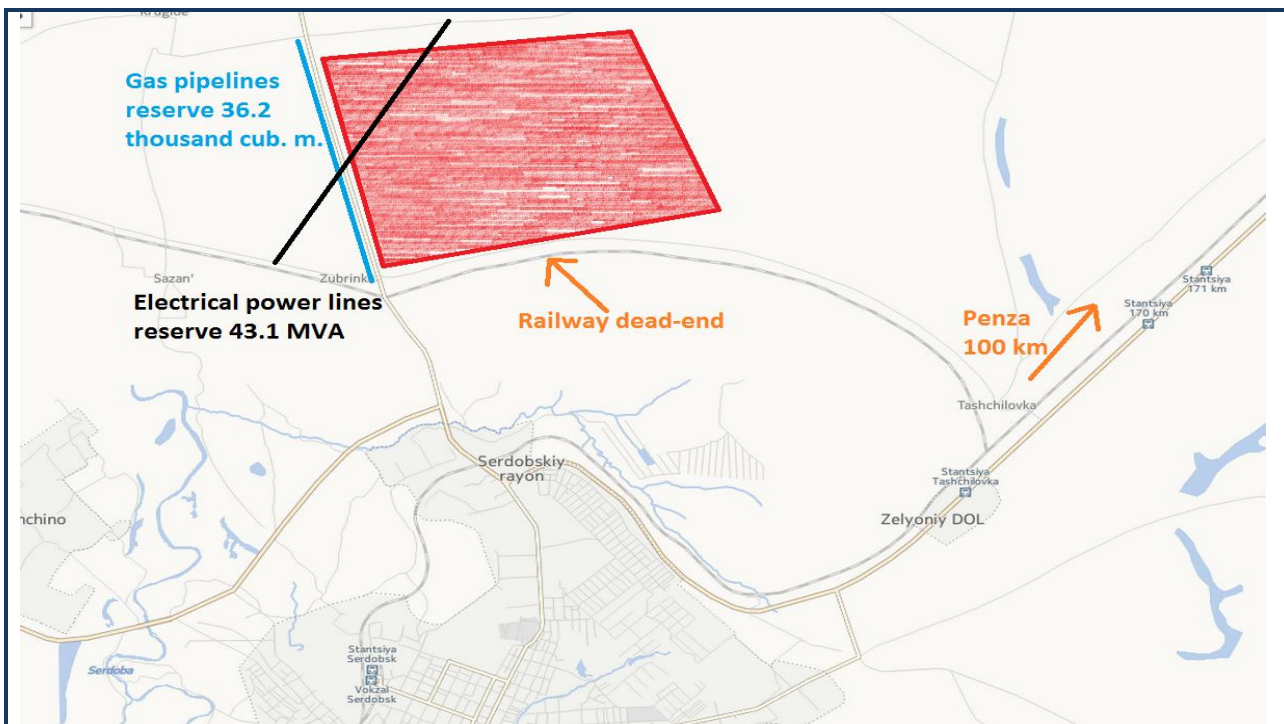 Krugloe
Gas pipelines
reserve 36.2
thousand cub. m.
Sazan'
Zubrink
Electrical power lines
reserve 43.1 MVA
Railway dead-end
Penza
100 km
Stantsiya
171 km
Stantsiya
170 km
Tashchilovka
Serdobskiy
rayon
Stantsiya
Tashchilovka
Zelyoniy DOL
nchino
Stantsiya
Serdobsk
Vokzal
Serdobsk
Serdoba